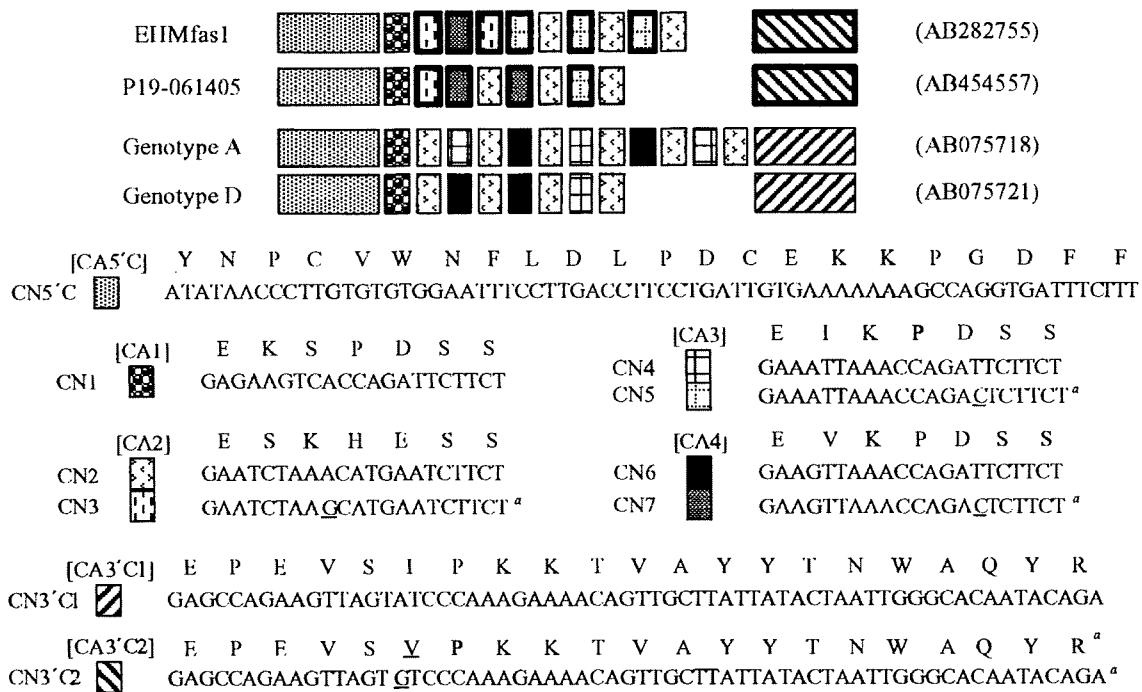 EHMfas1 (AB282755)
P19-061405 (AB454557)
Genotype A (AB075718)
Genotype D (AB075721)
[CA5´C] Y N P C V W N F L D L P D C E K K P G D F F
CN5´C ATATAACCCTTGTGTGTGGAATTTCCTTGACCTTCCTGATTGTGAAAAAAAGCCAGGTGATTTCTTT
[CA1] E K S P D S S
CN1 GAGAAGTCACCAGATTCTTCT
[CA3] E I K P D S S
CN4 GAAATTAAACCAGATTCTTCT
CN5 GAAATTAAACCAGACTCTTCT a
[CA2] E S K H E S S
CN2 GAATCTAAACATGAATCTTCT
CN3 GAATCTAAGCATGAATCTTCT a
[CA4] E V K P D S S
CN6 GAAGTTAAACCAGATTCTTCT
CN7 GAAGTTAAACCAGACTCTTCT a
[CA3´C1] E P E V S I P K K T V A Y Y T N W A Q Y R
CN3´C1 GAGCCAGAAGTTAGTATCCCAAAGAAAACAGTTGCTTATTATACTAATTGGGCACAATACAGA
[CA3´C2] E P E V S V P K K T V A Y Y T N W A Q Y R a
CN3´C2 GAGCCAGAAGTTAGT GTCCCAAAGAAAACAGTTGCTTATTATACTAATTGGGCACAATACAGA a